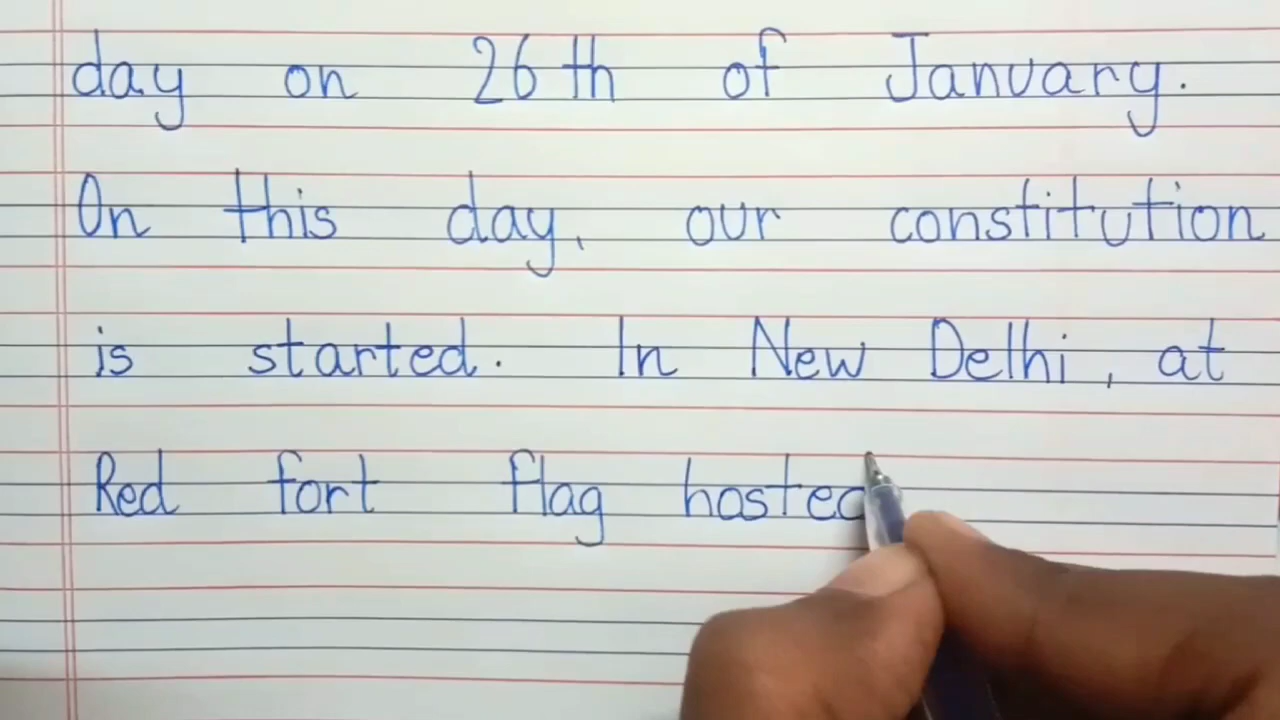 day on 26th of January.
On this day, our constitution
is started. In New Delhi, at
Red fort flag hosted